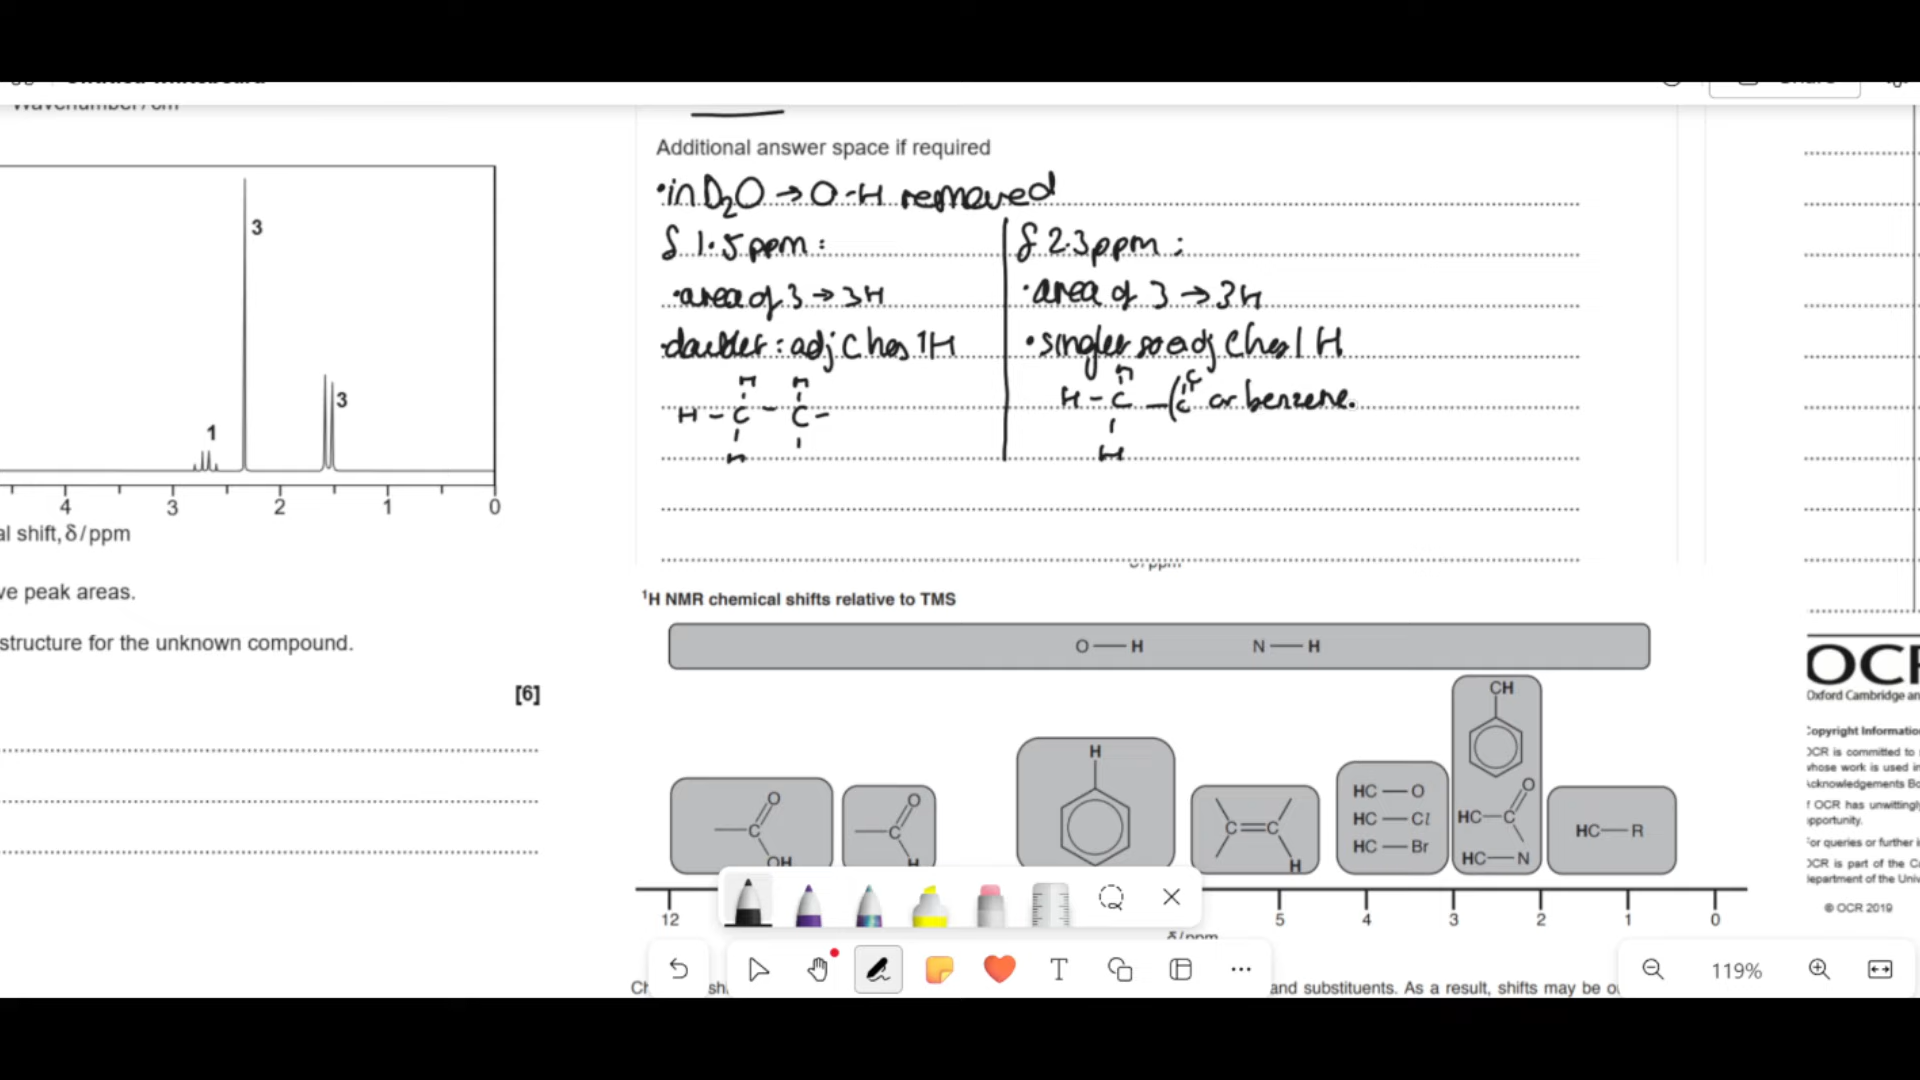 Additional answer space if required
•in D₂O → O-H removed
δ 1.5ppm :
•area of 3 → 3H
•doublet : adj C has 1H
H H
H - C - C -
H
δ 2.3ppm :
•area of 3 → 3H
•singlet so adj C has 1 H
H
H - C - ( C or benzene.
H
3
3
1
4 3 2 1 0
al shift, δ/ppm
ve peak areas.
structure for the unknown compound.
[6]
¹H NMR chemical shifts relative to TMS
O — H N — H
CH
H
O
C
OH
O
C
H
C C
H
HC — O
HC — Cl
HC — Br
O
HC C
HC — N
HC — R
12 5 4 3 2 1 0
and substituents. As a result, shifts may be
119%
OCR
Oxford Cambridge an
Copyright Informatio
© OCR 2019